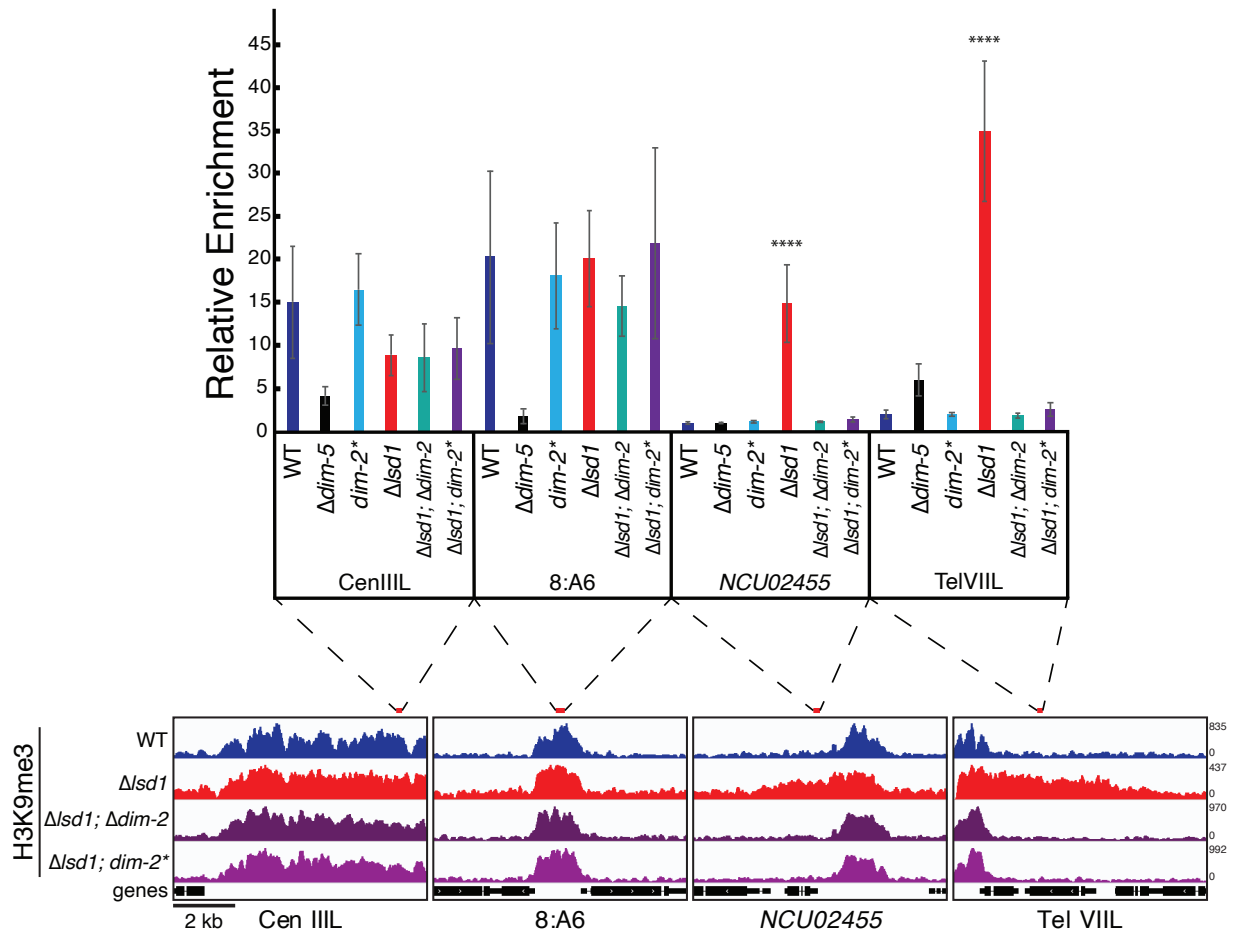 Relative Enrichment
45
40
35
30
25
20
15
10
5
0
****
****
WT
Δdim-5
dim-2*
Δlsd1
Δlsd1; Δdim-2
Δlsd1; dim-2*
WT
Δdim-5
dim-2*
Δlsd1
Δlsd1; Δdim-2
Δlsd1; dim-2*
WT
Δdim-5
dim-2*
Δlsd1
Δlsd1; Δdim-2
Δlsd1; dim-2*
WT
Δdim-5
dim-2*
Δlsd1
Δlsd1; Δdim-2
Δlsd1; dim-2*
CenIIIL 8:A6 NCU02455 TelVIIL
H3K9me3
WT 835 0
Δlsd1 437 0
Δlsd1; Δdim-2 970 0
Δlsd1; dim-2* 992 0
genes
2 kb Cen IIIL 8:A6 NCU02455 Tel VIIL